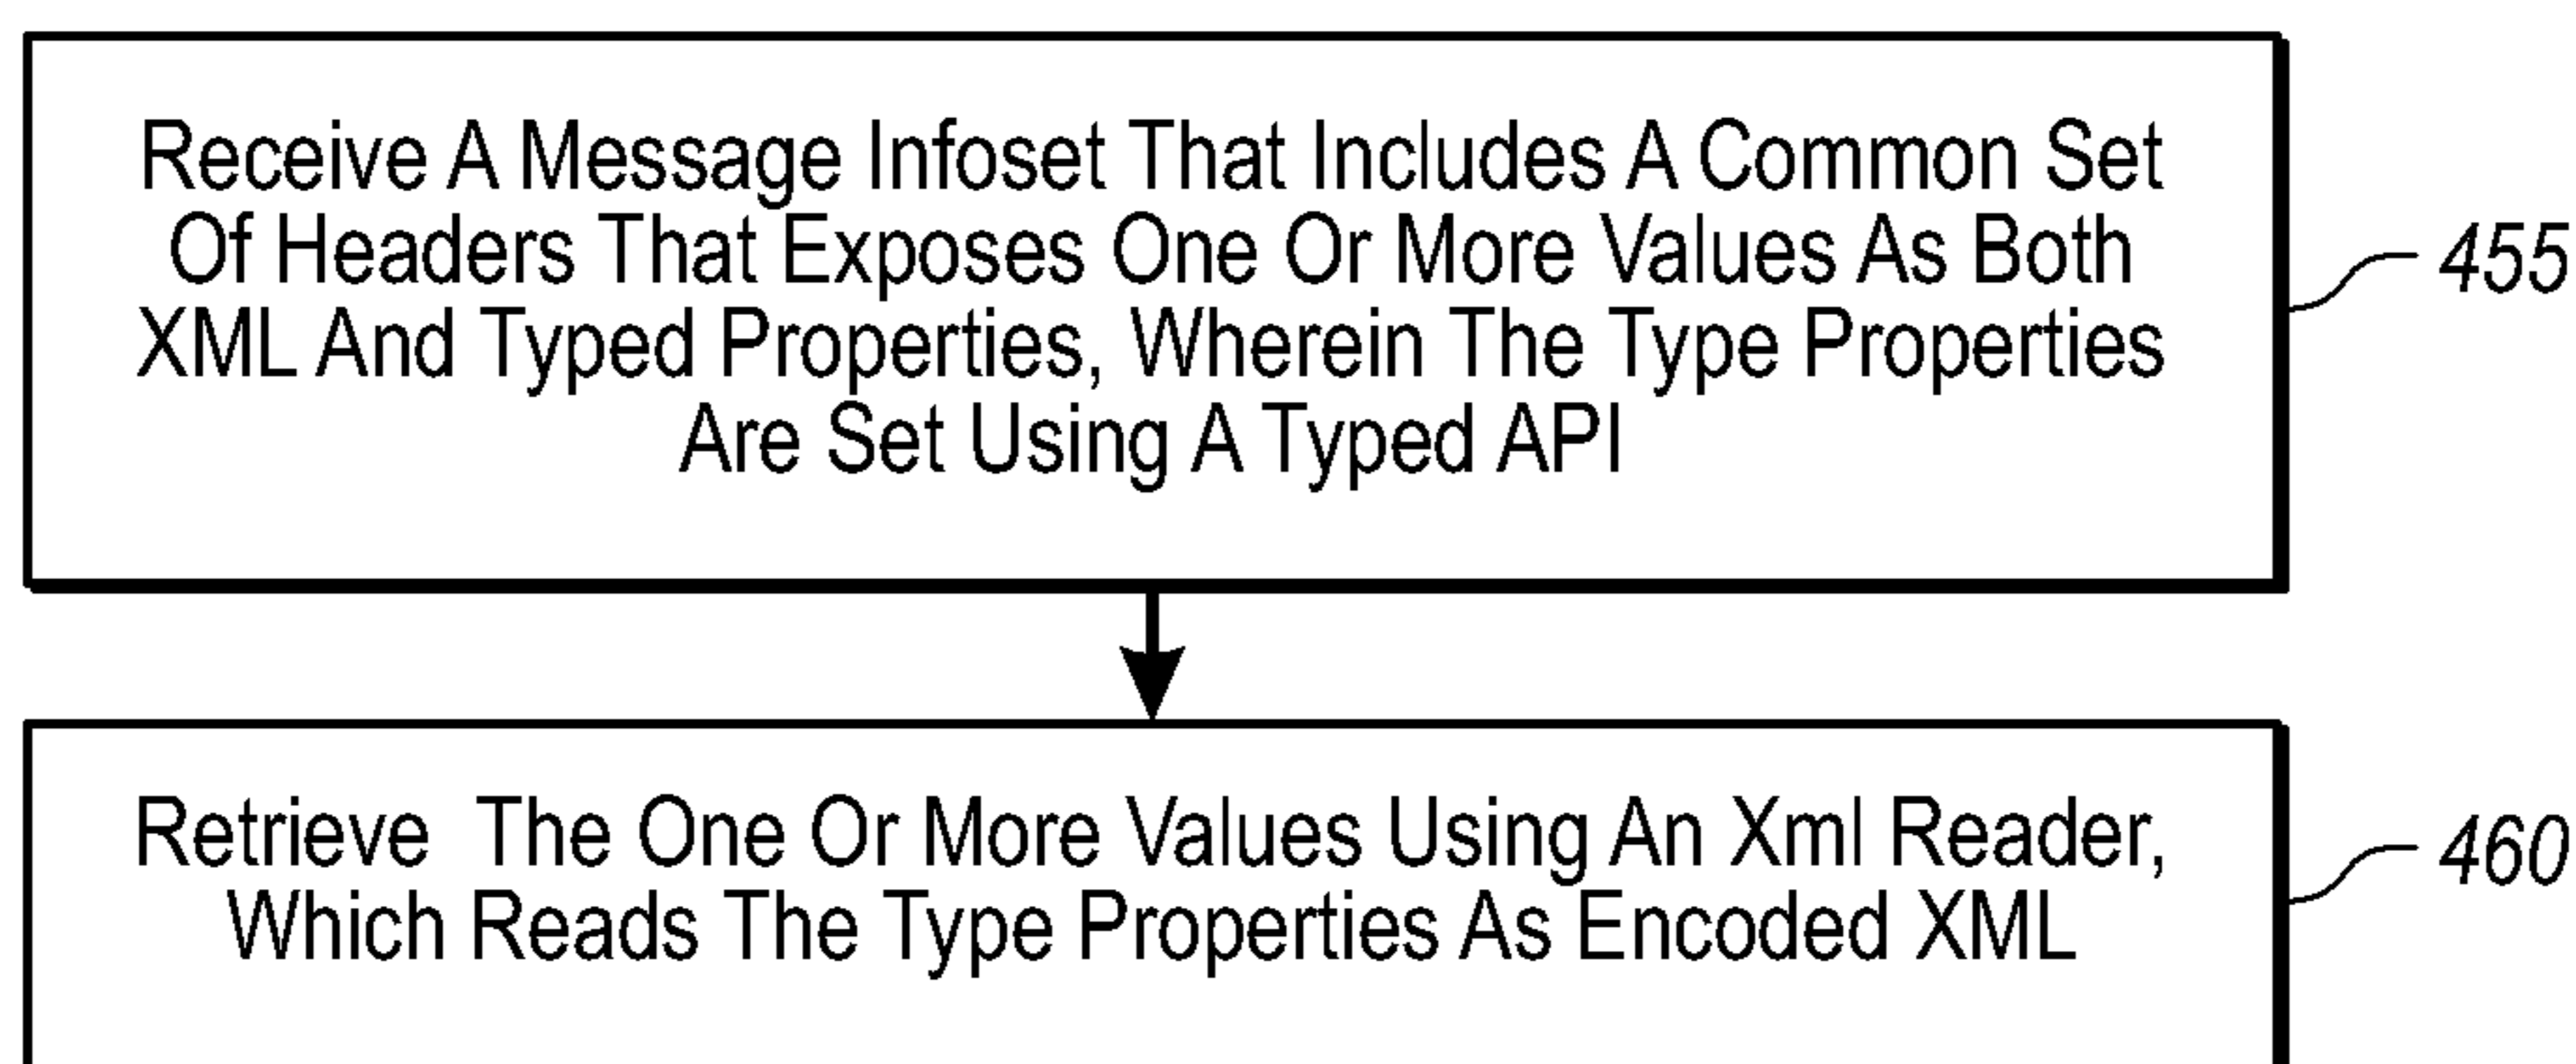 Receive A Message Infoset That Includes A Common Set
Of Headers That Exposes One Or More Values As Both
XML And Typed Properties, Wherein The Type Properties
Are Set Using A Typed API
455
Retrieve The One Or More Values Using An Xml Reader,
Which Reads The Type Properties As Encoded XML
460